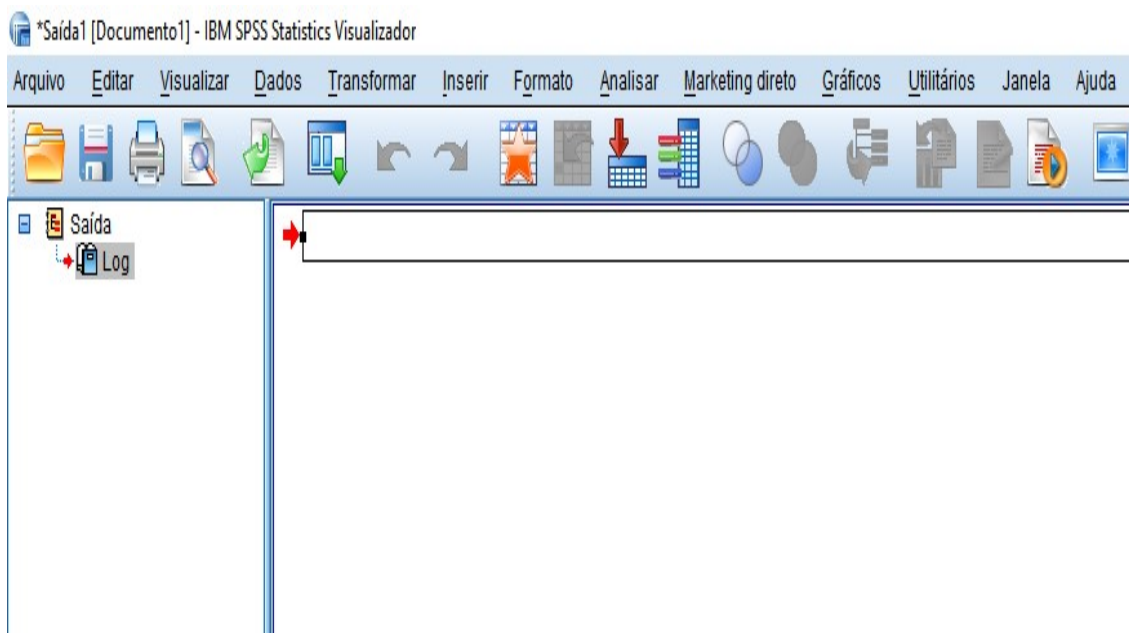 *Saída1 [Documento1] - IBM SPSS Statistics Visualizador
Arquivo Editar Visualizar Dados Transformar Inserir Formato Analisar Marketing direto Gráficos Utilitários Janela Ajuda
Saída
Log